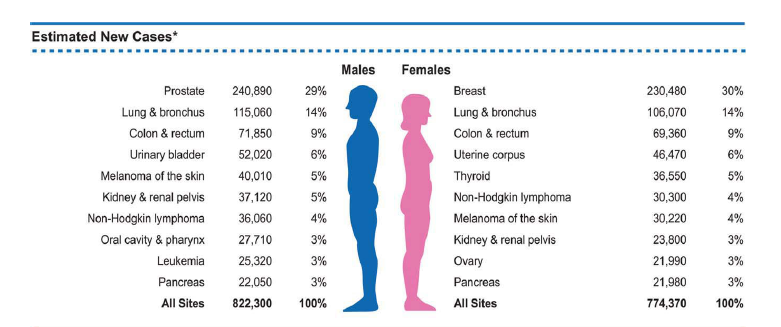 Estimated New Cases*
Males Females
Prostate 240,890 29% Breast 230,480 30%
Lung & bronchus 115,060 14% Lung & bronchus 106,070 14%
Colon & rectum 71,850 9% Colon & rectum 69,360 9%
Urinary bladder 52,020 6% Uterine corpus 46,470 6%
Melanoma of the skin 40,010 5% Thyroid 36,550 5%
Kidney & renal pelvis 37,120 5% Non-Hodgkin lymphoma 30,300 4%
Non-Hodgkin lymphoma 36,060 4% Melanoma of the skin 30,220 4%
Oral cavity & pharynx 27,710 3% Kidney & renal pelvis 23,800 3%
Leukemia 25,320 3% Ovary 21,990 3%
Pancreas 22,050 3% Pancreas 21,980 3%
All Sites 822,300 100% All Sites 774,370 100%